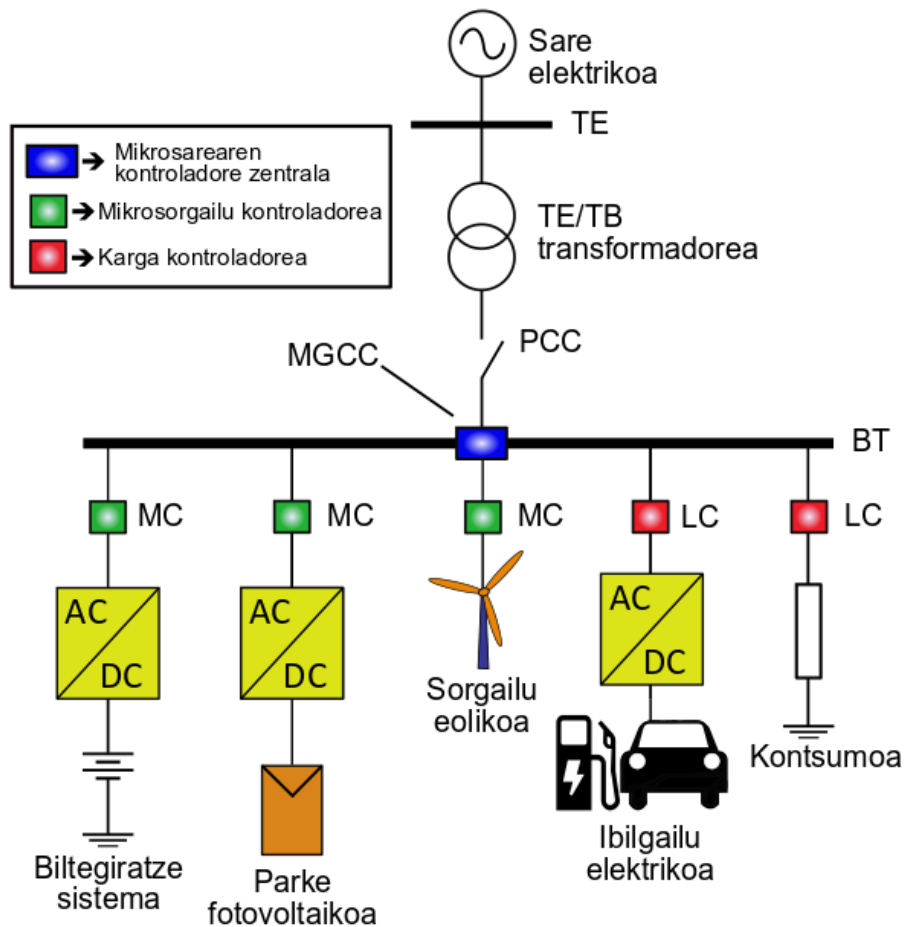 Sare
elektrikoa
TE
Mikrosarearen
kontroladore zentrala
Mikrosorgailu kontroladorea
Karga kontroladorea
TE/TB
transformadorea
PCC
MGCC
BT
MC
MC
MC
LC
LC
AC
DC
AC
DC
AC
DC
Sorgailu
eolikoa
Kontsumoa
Ibilgailu
elektrikoa
Biltegiratze
sistema
Parke
fotovoltaikoa